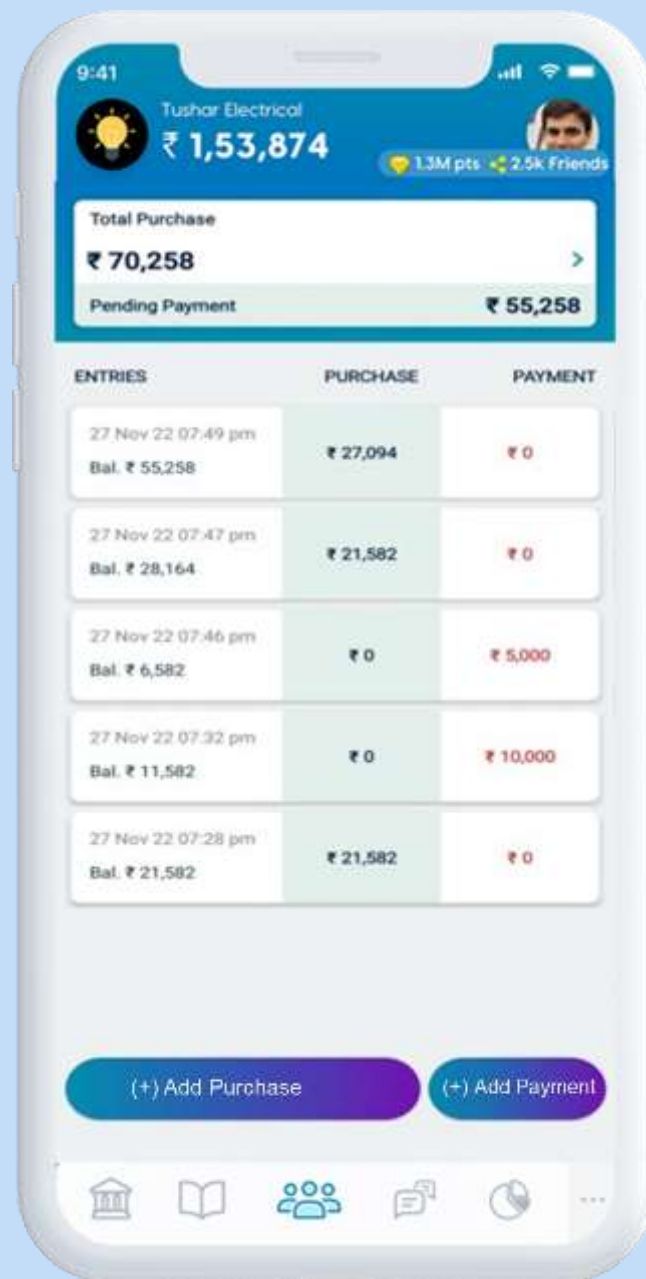 9:41
Tushar Electrical
₹ 1,53,874
1.3M pts 2.5k Friends
Total Purchase
₹ 70,258 >
Pending Payment ₹ 55,258
ENTRIES PURCHASE PAYMENT
27 Nov 22 07:49 pm
Bal. ₹ 55,258 ₹ 27,094 ₹ 0
27 Nov 22 07:47 pm
Bal. ₹ 28,164 ₹ 21,582 ₹ 0
27 Nov 22 07:46 pm
Bal. ₹ 6,582 ₹ 0 ₹ 5,000
27 Nov 22 07:32 pm
Bal. ₹ 11,582 ₹ 0 ₹ 10,000
27 Nov 22 07:28 pm
Bal. ₹ 21,582 ₹ 21,582 ₹ 0
(+) Add Purchase (+) Add Payment